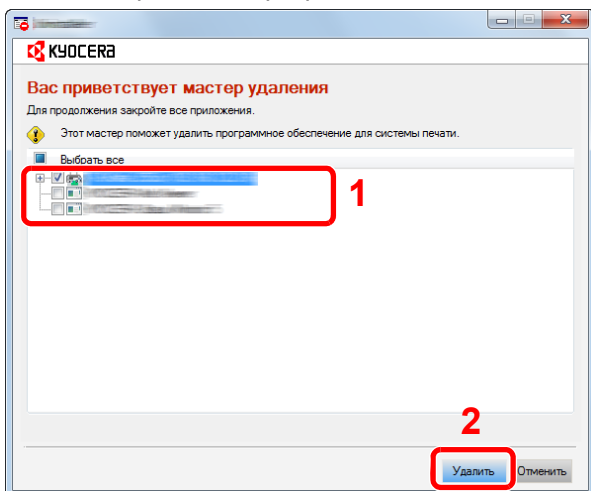 KYOCERA
Вас приветствует мастер удаления
Для продолжения закройте все приложения.
Этот мастер поможет удалить программное обеспечение для системы печати.
Выбрать все
1
2
Удалить Отменить